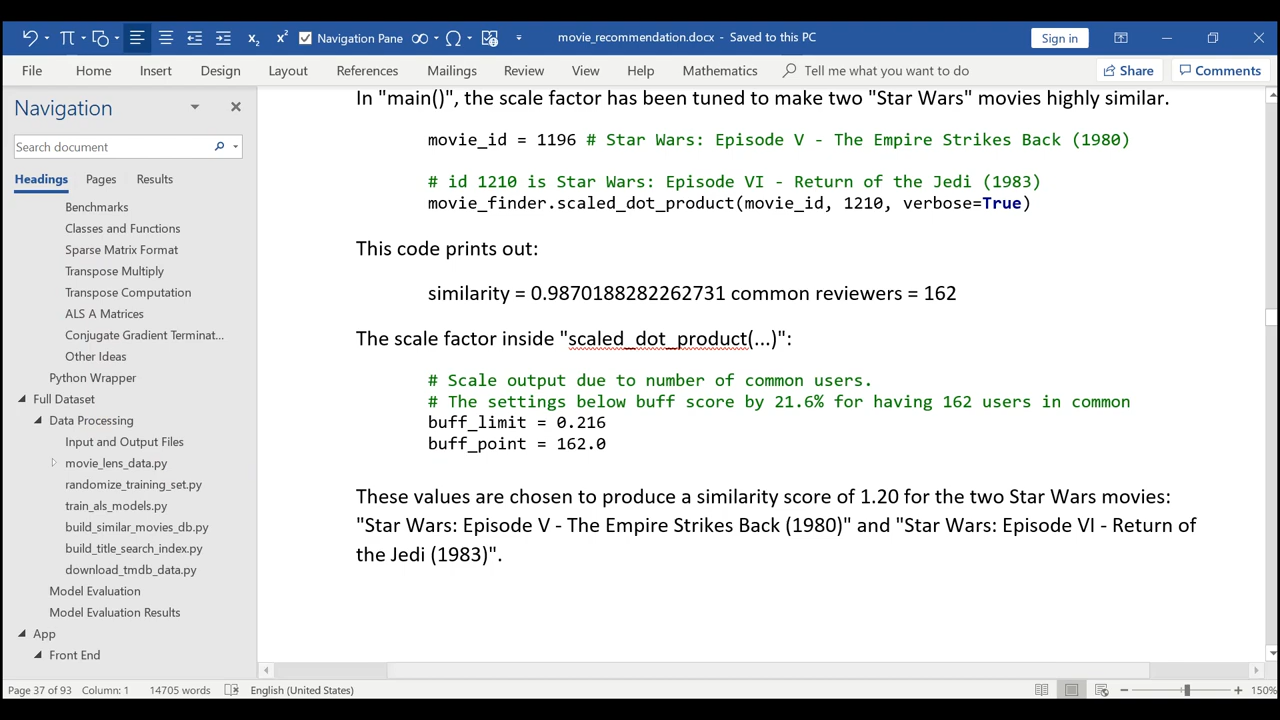 movie_recommendation.docx - Saved to this PC
Navigation Pane
Sign in
File Home Insert Design Layout References Mailings Review View Help Mathematics Tell me what you want to do Share Comments
Navigation
Search document
Headings Pages Results
Benchmarks
Classes and Functions
Sparse Matrix Format
Transpose Multiply
Transpose Computation
ALS A Matrices
Conjugate Gradient Terminat...
Other Ideas
Python Wrapper
Full Dataset
Data Processing
Input and Output Files
movie_lens_data.py
randomize_training_set.py
train_als_models.py
build_similar_movies_db.py
build_title_search_index.py
download_tmdb_data.py
Model Evaluation
Model Evaluation Results
App
Front End
In "main()", the scale factor has been tuned to make two "Star Wars" movies highly similar.
movie_id = 1196 # Star Wars: Episode V - The Empire Strikes Back (1980)
# id 1210 is Star Wars: Episode VI - Return of the Jedi (1983)
movie_finder.scaled_dot_product(movie_id, 1210, verbose=True)
This code prints out:
similarity = 0.9870188282262731 common reviewers = 162
The scale factor inside "scaled_dot_product(...)":
# Scale output due to number of common users.
# The settings below buff score by 21.6% for having 162 users in common
buff_limit = 0.216
buff_point = 162.0
These values are chosen to produce a similarity score of 1.20 for the two Star Wars movies:
"Star Wars: Episode V - The Empire Strikes Back (1980)" and "Star Wars: Episode VI - Return of
the Jedi (1983)".
Page 37 of 93 Column: 1 14705 words English (United States) 150%